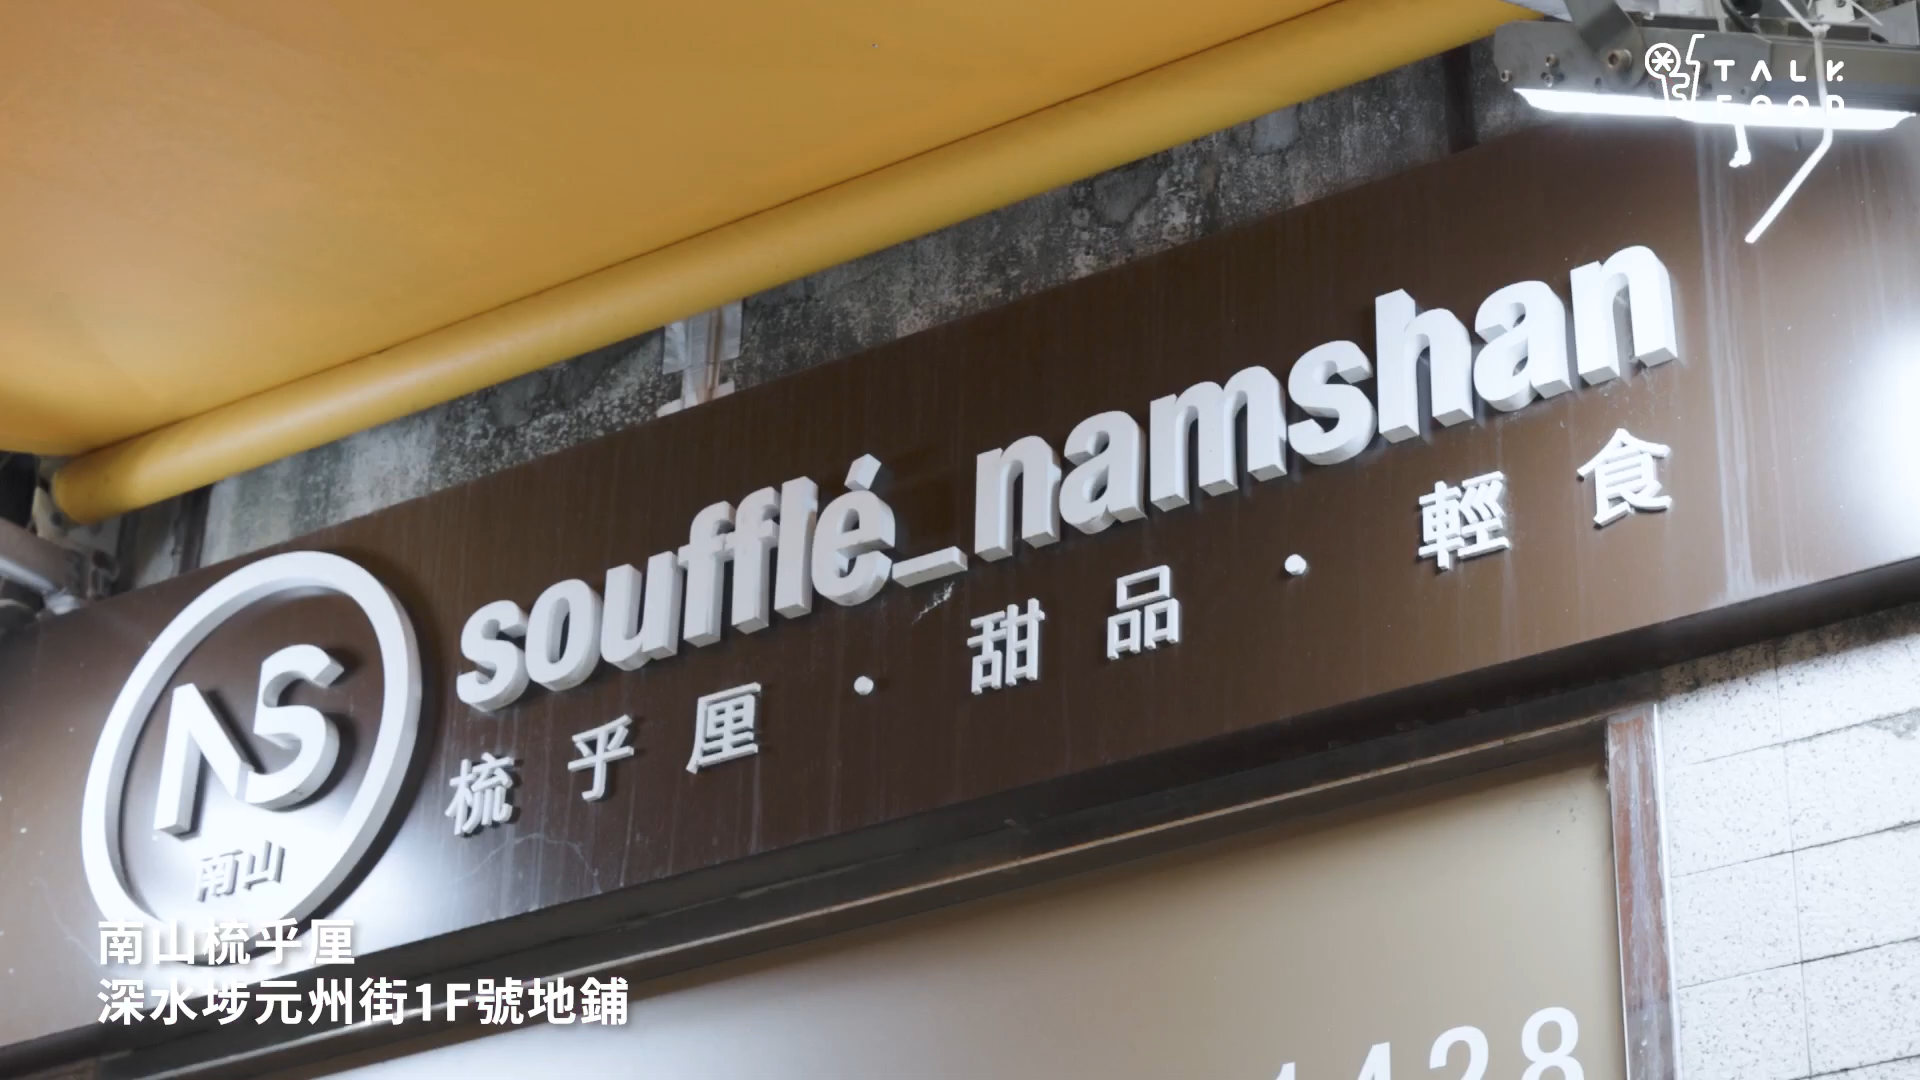 TALK
FOOD
soufflé_namshan
梳乎厘·甜品·輕食
NS
南山
南山梳乎厘
深水埗元州街1F號地鋪
1428